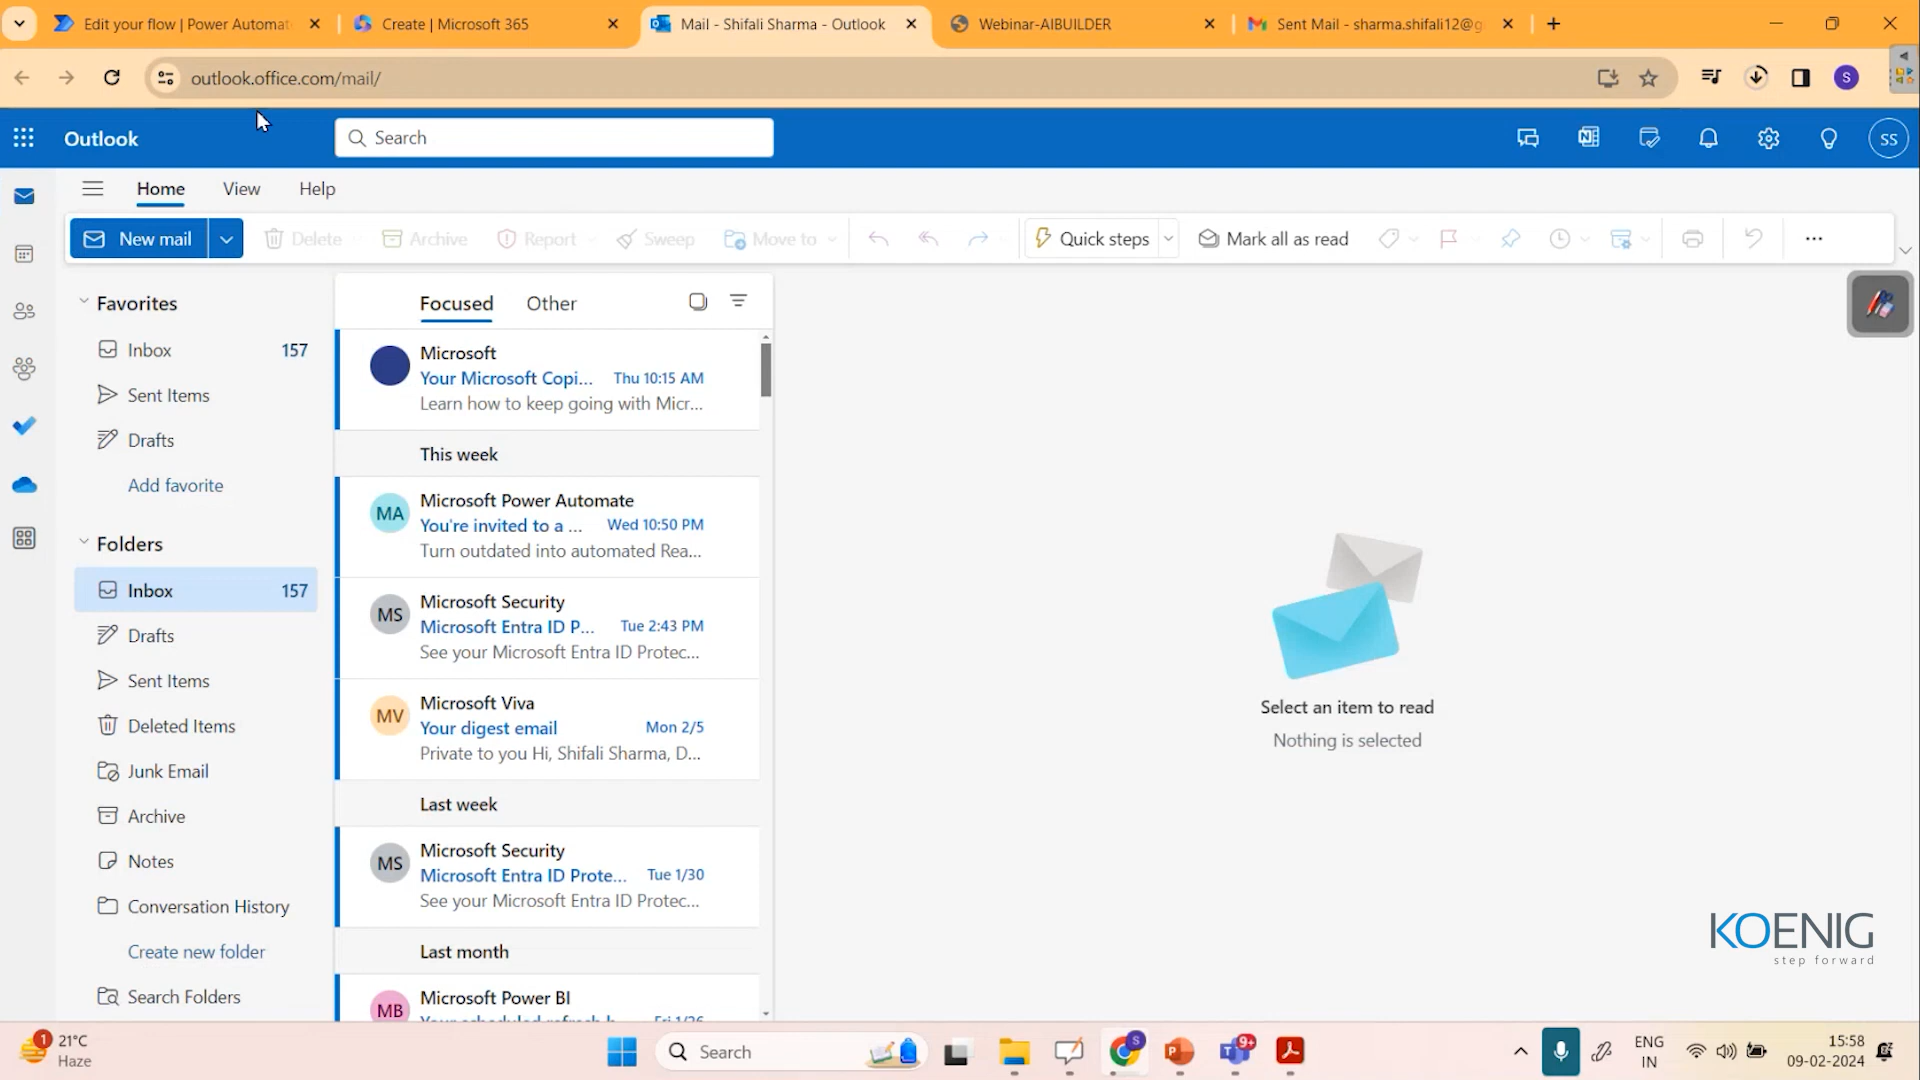 Edit your flow | Power Automat
Create | Microsoft 365
Mail - Shifali Sharma - Outlook
Webinar-AIBUILDER
Sent Mail - sharma.shifali12@g
outlook.office.com/mail/
S
Outlook
Search
SS
Home
View
Help
New mail
Delete
Archive
Report
Sweep
Move to
Quick steps
Mark all as read
Favorites
Inbox 157
Sent Items
Drafts
Add favorite
Folders
Inbox 157
Drafts
Sent Items
Deleted Items
Junk Email
Archive
Notes
Conversation History
Create new folder
Search Folders
Focused
Other
Microsoft
Your Microsoft Copi... Thu 10:15 AM
Learn how to keep going with Micr...
This week
MA
Microsoft Power Automate
You're invited to a ... Wed 10:50 PM
Turn outdated into automated Rea...
MS
Microsoft Security
Microsoft Entra ID P... Tue 2:43 PM
See your Microsoft Entra ID Protec...
MV
Microsoft Viva
Your digest email Mon 2/5
Private to you Hi, Shifali Sharma, D...
Last week
MS
Microsoft Security
Microsoft Entra ID Prote... Tue 1/30
See your Microsoft Entra ID Protec...
Last month
MB
Microsoft Power BI
Your scheduled refresh h... Fri 1/26
Select an item to read
Nothing is selected
KOENIG
step forward
1
21°C
Haze
Search
S
9+
ENG
IN
15:58
09-02-2024